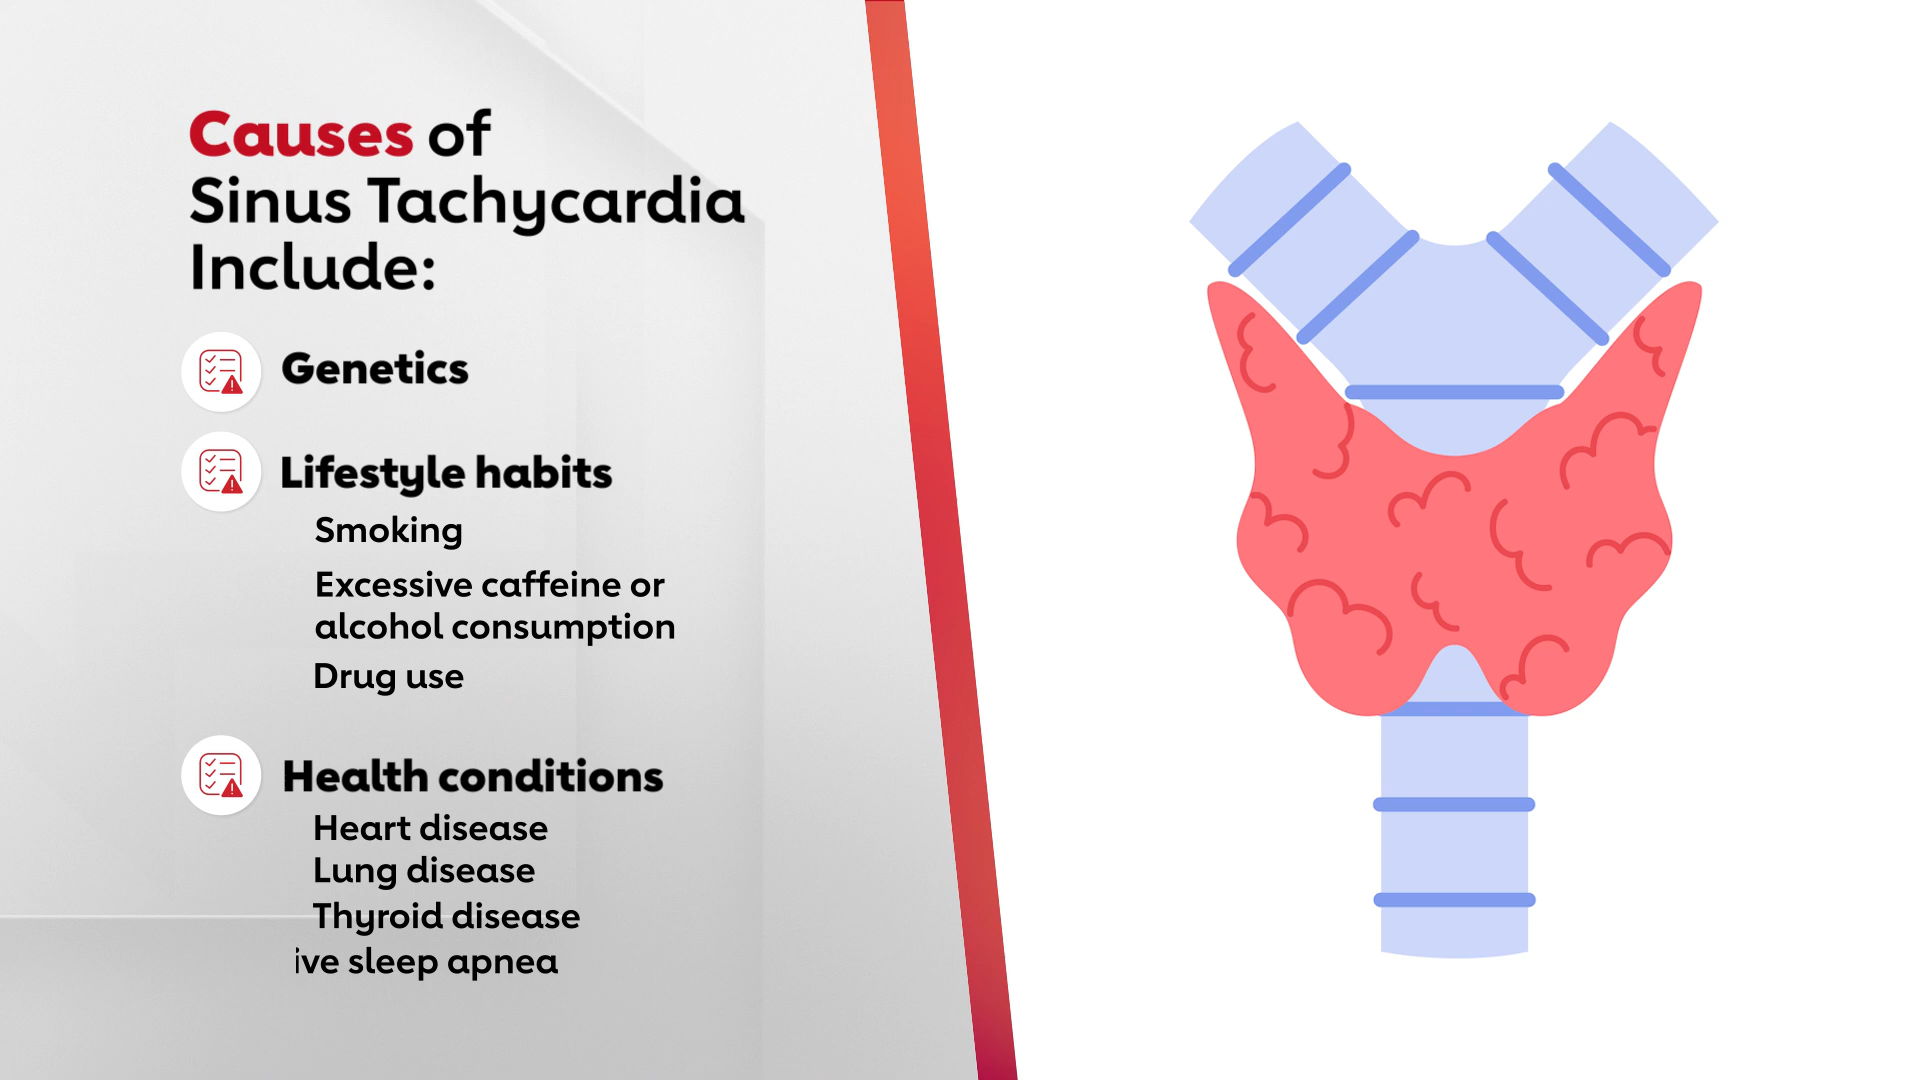 Causes of
Sinus Tachycardia
Include:
Genetics
Lifestyle habits
Smoking
Excessive caffeine or
alcohol consumption
Drug use
Health conditions
Heart disease
Lung disease
Thyroid disease
ive sleep apnea